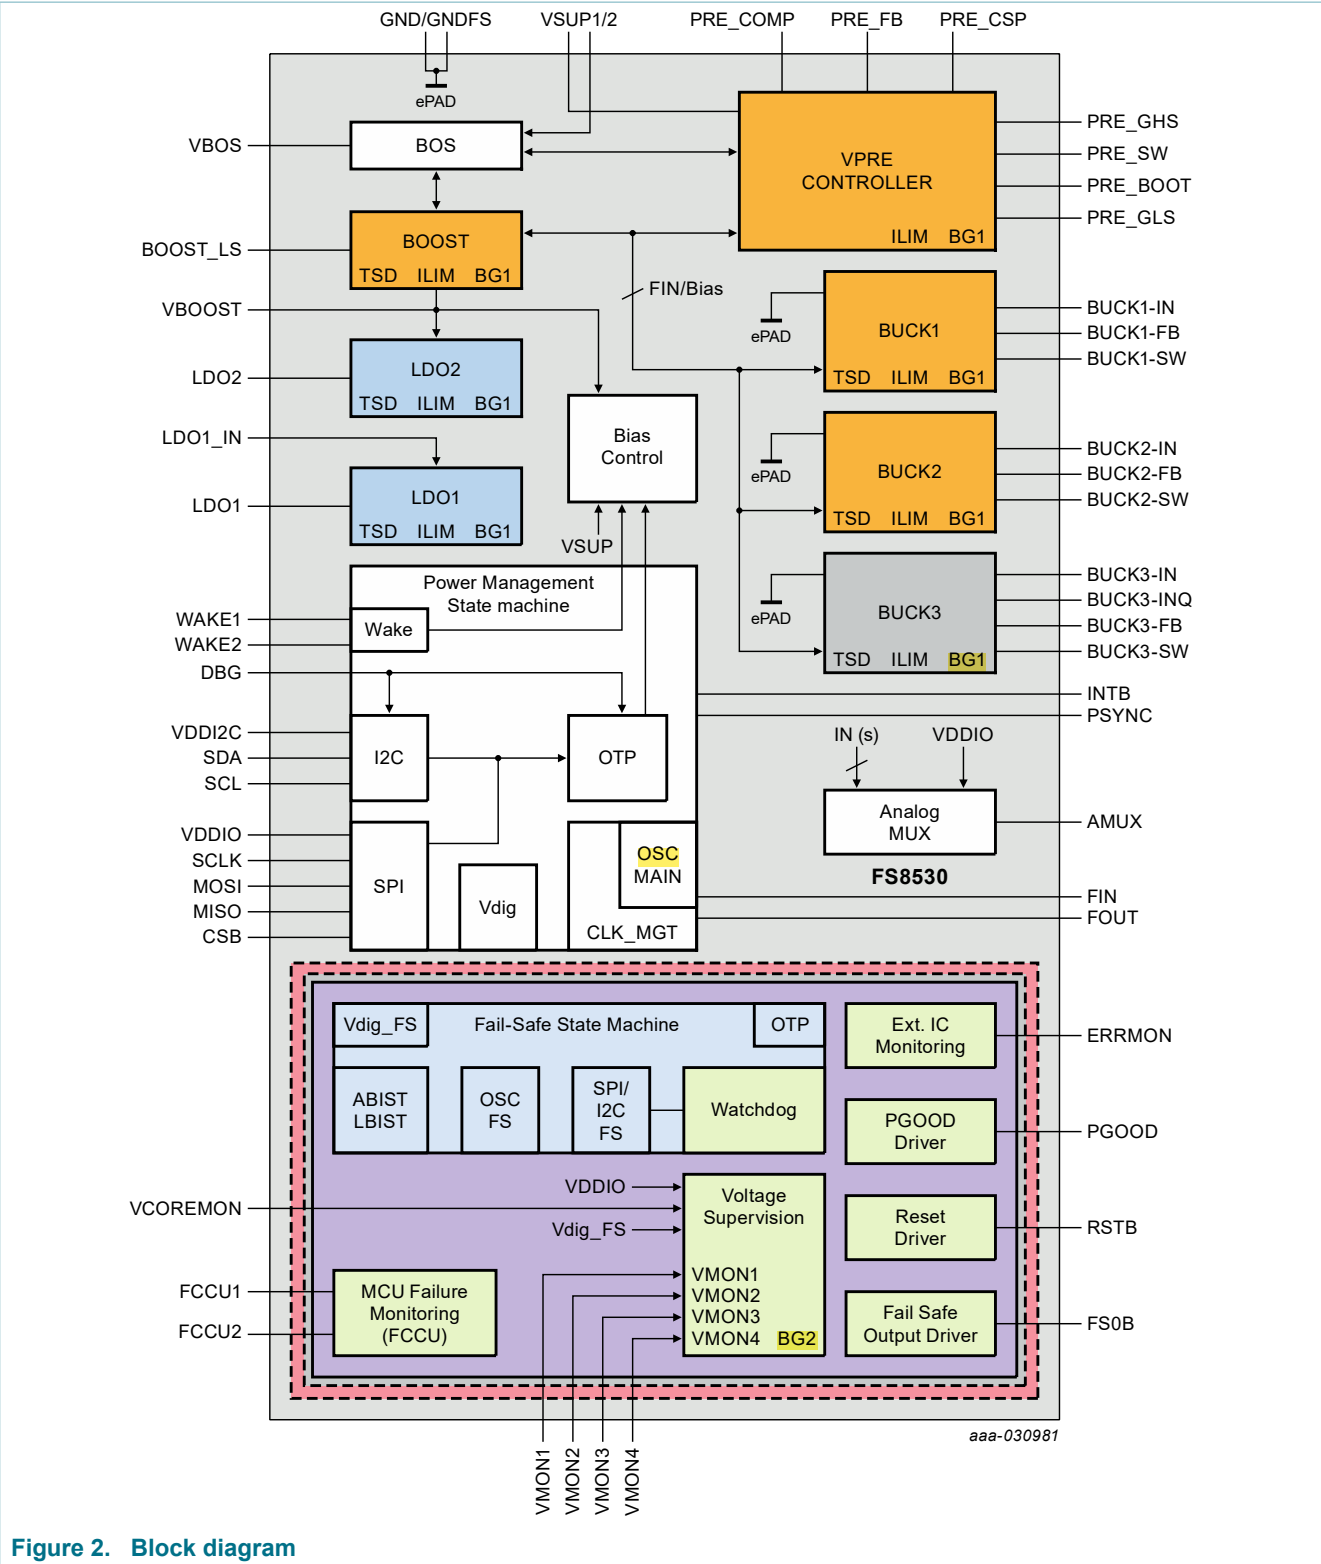 GND/GNDFS
VSUP1/2
PRE_COMP
PRE_FB
PRE_CSP
ePAD
VBOS
BOS
VPRE
CONTROLLER
ILIM BG1
PRE_GHS
PRE_SW
PRE_BOOT
PRE_GLS
BOOST_LS
BOOST
TSD ILIM BG1
FIN/Bias
VBOOST
ePAD
BUCK1
TSD ILIM BG1
BUCK1-IN
BUCK1-FB
BUCK1-SW
LDO2
LDO2
TSD ILIM BG1
LDO1_IN
Bias
Control
ePAD
BUCK2
TSD ILIM BG1
BUCK2-IN
BUCK2-FB
BUCK2-SW
LDO1
LDO1
TSD ILIM BG1
VSUP
ePAD
BUCK3
TSD ILIM BG1
BUCK3-IN
BUCK3-INQ
BUCK3-FB
BUCK3-SW
Power Management
State machine
WAKE1
WAKE2
Wake
DBG
INTB
PSYNC
VDDI2C
SDA
SCL
I2C
OTP
IN (s)
VDDIO
Analog
MUX
AMUX
FS8530
VDDIO
SCLK
MOSI
MISO
CSB
SPI
Vdig
OSC
MAIN
CLK_MGT
FIN
FOUT
Vdig_FS
Fail-Safe State Machine
OTP
Ext. IC
Monitoring
ERRMON
ABIST
LBIST
OSC
FS
SPI/
I2C
FS
Watchdog
PGOOD
Driver
PGOOD
VDDIO
VCOREMON
Vdig_FS
Voltage
Supervision
Reset
Driver
RSTB
VMON1
VMON2
VMON3
VMON4 BG2
FCCU1
FCCU2
MCU Failure
Monitoring
(FCCU)
Fail Safe
Output Driver
FS0B
VMON1
VMON2
VMON3
VMON4
aaa-030981
Figure 2. Block diagram